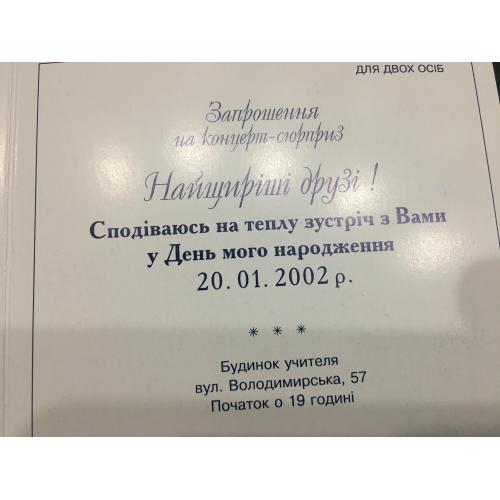 ДЛЯ ДВОХ ОСІБ
Запрошення
на концерт-сюрприз
Найщиріші друзі !
Сподіваюсь на теплу зустріч з Вами
у День мого народження
20. 01. 2002 р.
* * *
Будинок учителя
вул. Володимирська, 57
Початок о 19 годині